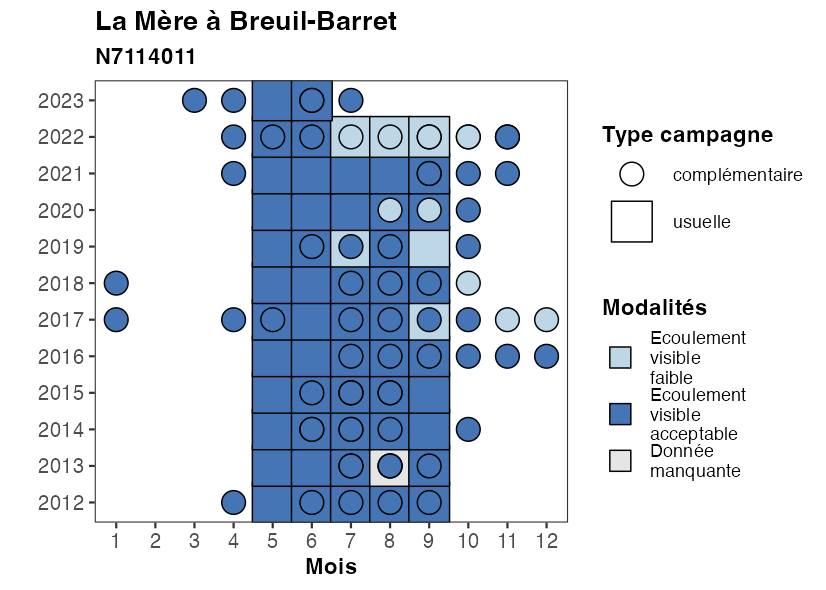 La Mère à Breuil-Barret
N7114011
2023
2022
2021
2020
2019
2018
2017
2016
2015
2014
2013
2012
1 2 3 4 5 6 7 8 9 10 11 12
Mois
Type campagne
complémentaire
usuelle
Modalités
Ecoulement
visible
faible
Ecoulement
visible
acceptable
Donnée
manquante